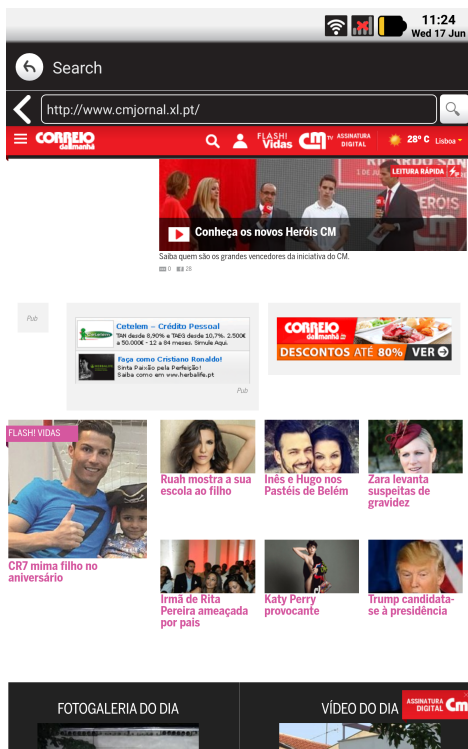 11:24
Wed 17 Jun
Search
http://www.cmjornal.xl.pt/
CORREIO
da manhã
FLASH!
Vidas
CM TV
ASSINATURA
DIGITAL
28º C Lisboa
LEITURA RÁPIDA
Conheça os novos Heróis CM
Saiba quem são os grandes vencedores da iniciativa do CM.
0 28
Pub
Cetelem – Crédito Pessoal
TAN desde 8,90% e TAEG desde 10,7%. 2.500€
a 50.000€ - 12 a 84 meses. Simule Aqui.
Faça como Cristiano Ronaldo!
Sinta Paixão pela Perfeição!
Saiba como em www.herbalife.pt
Pub
CORREIO
da manhã
DESCONTOS ATÉ 80% VER
FLASH! VIDAS
CR7 mima filho no
aniversário
Ruah mostra a sua
escola ao filho
Inês e Hugo nos
Pastéis de Belém
Zara levanta
suspeitas de
gravidez
Irmã de Rita
Pereira ameaçada
por pais
Katy Perry
provocante
Trump candidata-
se à presidência
FOTOGALERIA DO DIA
VÍDEO DO DIA
ASSINATURA
DIGITAL
Cm